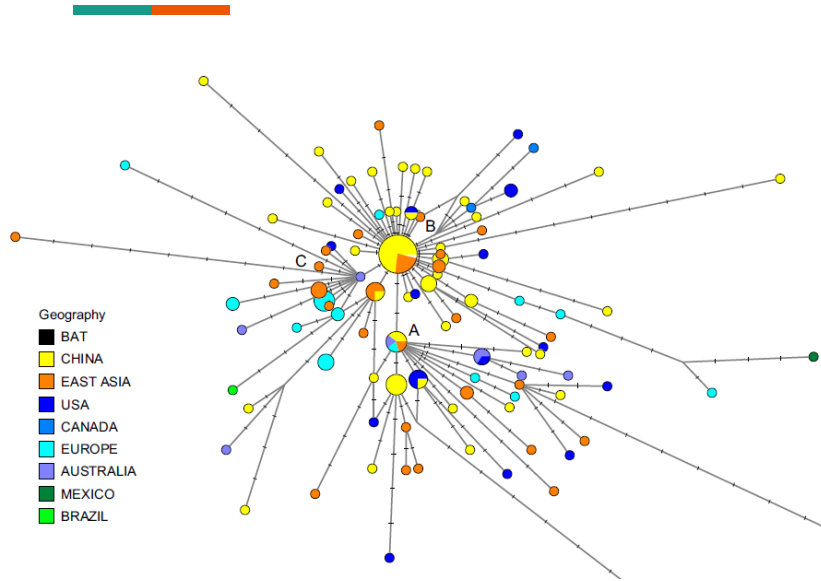 B
C
A
Geography
BAT
CHINA
EAST ASIA
USA
CANADA
EUROPE
AUSTRALIA
MEXICO
BRAZIL